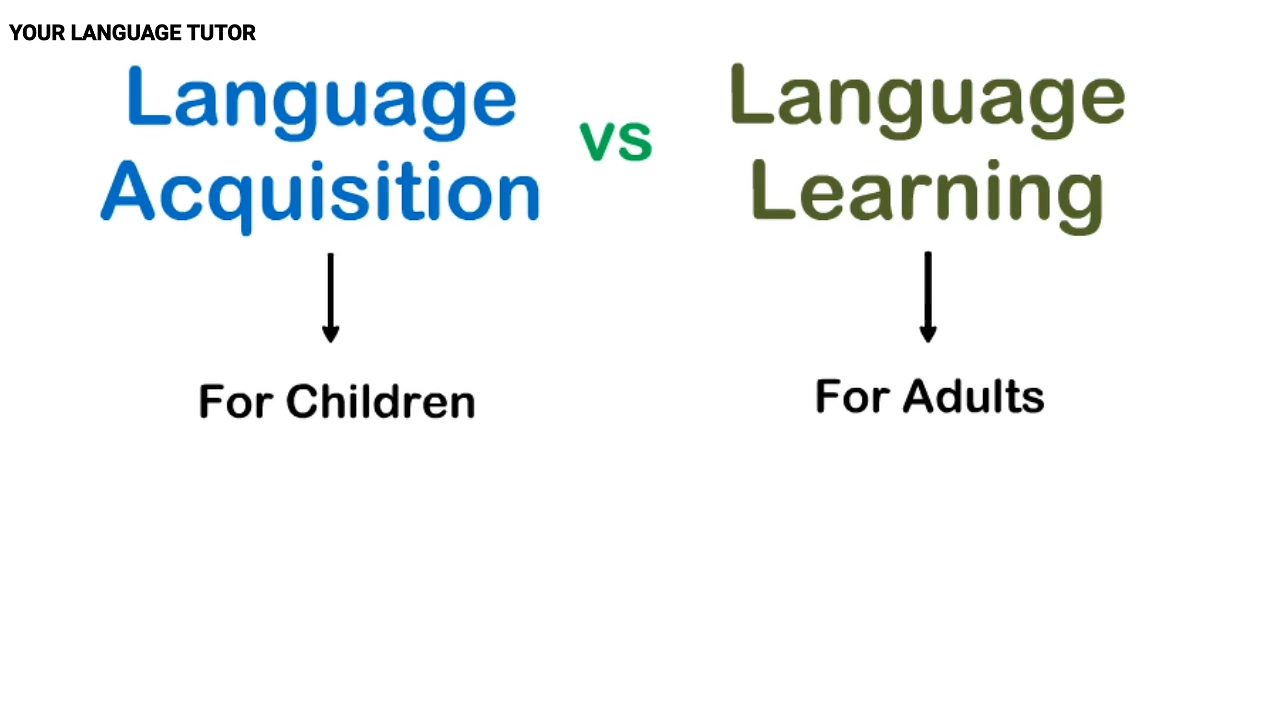 YOUR LANGUAGE TUTOR
Language
Acquisition
vs
Language
Learning
For Children
For Adults